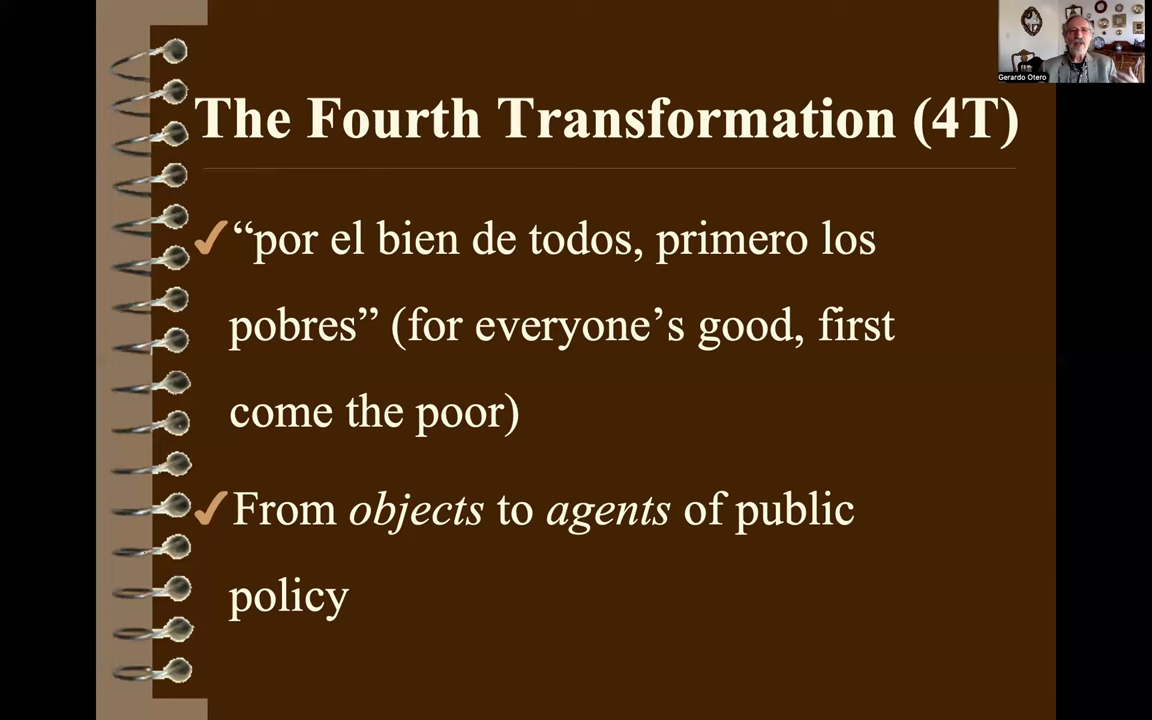 Gerardo Otero
The Fourth Transformation (4T)
✓“por el bien de todos, primero los
pobres” (for everyone’s good, first
come the poor)
✓From objects to agents of public
policy